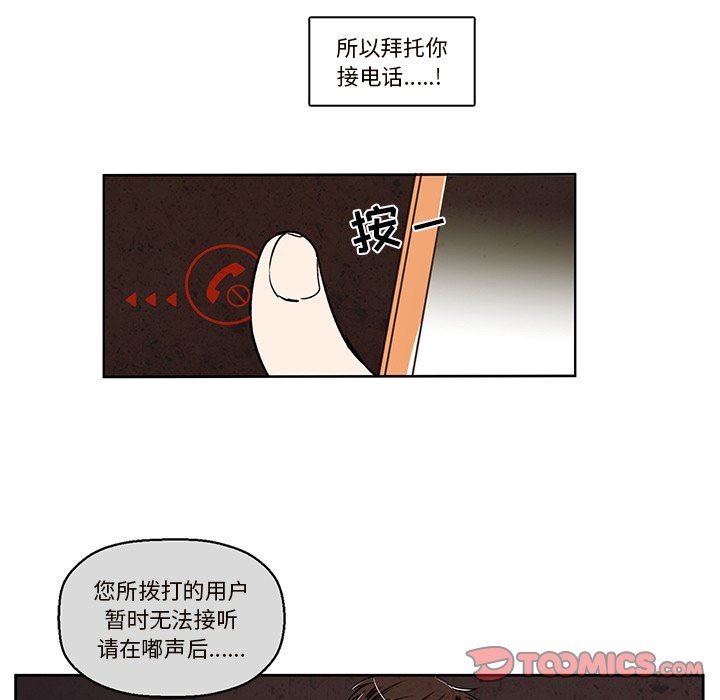 所以拜托你
接电话.....!
按一
您所拨打的用户
暂时无法接听
请在嘟声后......
TOOMICS.COM